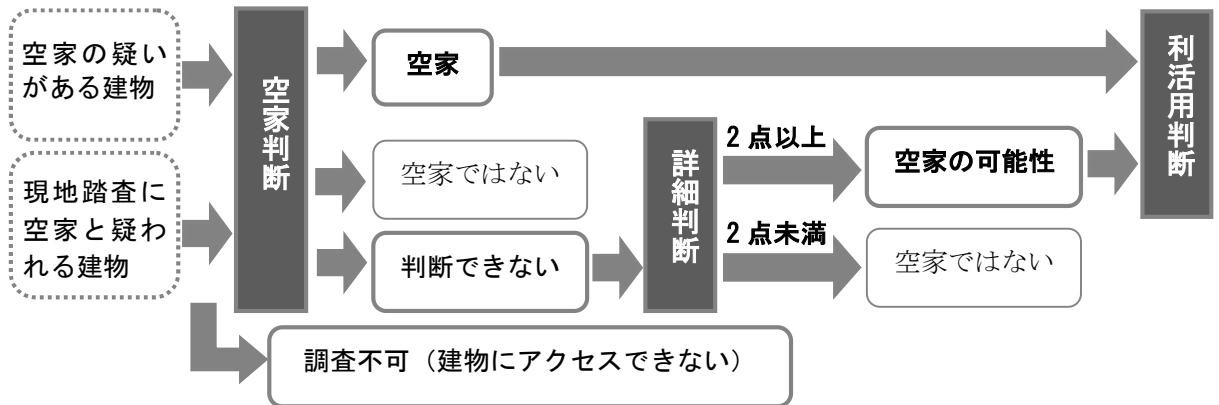 空家の疑い
がある建物
現地踏査に
空家と疑わ
れる建物
空家判断
空家
空家ではない
判断できない
調査不可（建物にアクセスできない）
詳細判断
2点以上
2点未満
空家の可能性
空家ではない
利活用判断